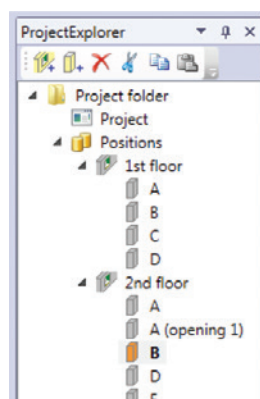 ProjectExplorer
Project folder
Project
Positions
1st floor
A
B
C
D
2nd floor
A
A (opening 1)
B
D